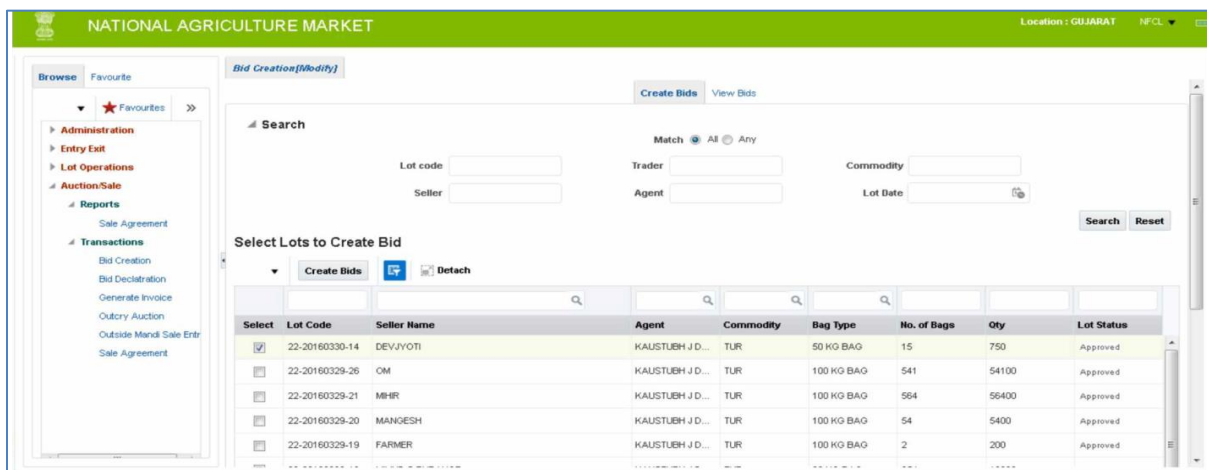 NATIONAL AGRICULTURE MARKET
Location : GUJARAT NFCL
Browse Favourite
Favourites »
Administration
Entry Exit
Lot Operations
Auction/Sale
Reports
Sale Agreement
Transactions
Bid Creation
Bid Declatration
Generate Invoice
Outcry Auction
Outside Mandi Sale Entr
Sale Agreement
Bid Creation[Modify]
Create Bids View Bids
Search
Match All Any
Lot code Trader Commodity
Seller Agent Lot Date
Search Reset
Select Lots to Create Bid
Create Bids Detach
Select Lot Code Seller Name Agent Commodity Bag Type No. of Bags Qty Lot Status
22-20160330-14 DEVJYOTI KAUSTUBH J D... TUR 50 KG BAG 15 750 Approved
22-20160329-26 OM KAUSTUBH J D... TUR 100 KG BAG 541 54100 Approved
22-20160329-21 MIHIR KAUSTUBH J D... TUR 100 KG BAG 564 56400 Approved
22-20160329-20 MANGESH KAUSTUBH J D... TUR 100 KG BAG 54 5400 Approved
22-20160329-19 FARMER KAUSTUBH J D... TUR 100 KG BAG 2 200 Approved